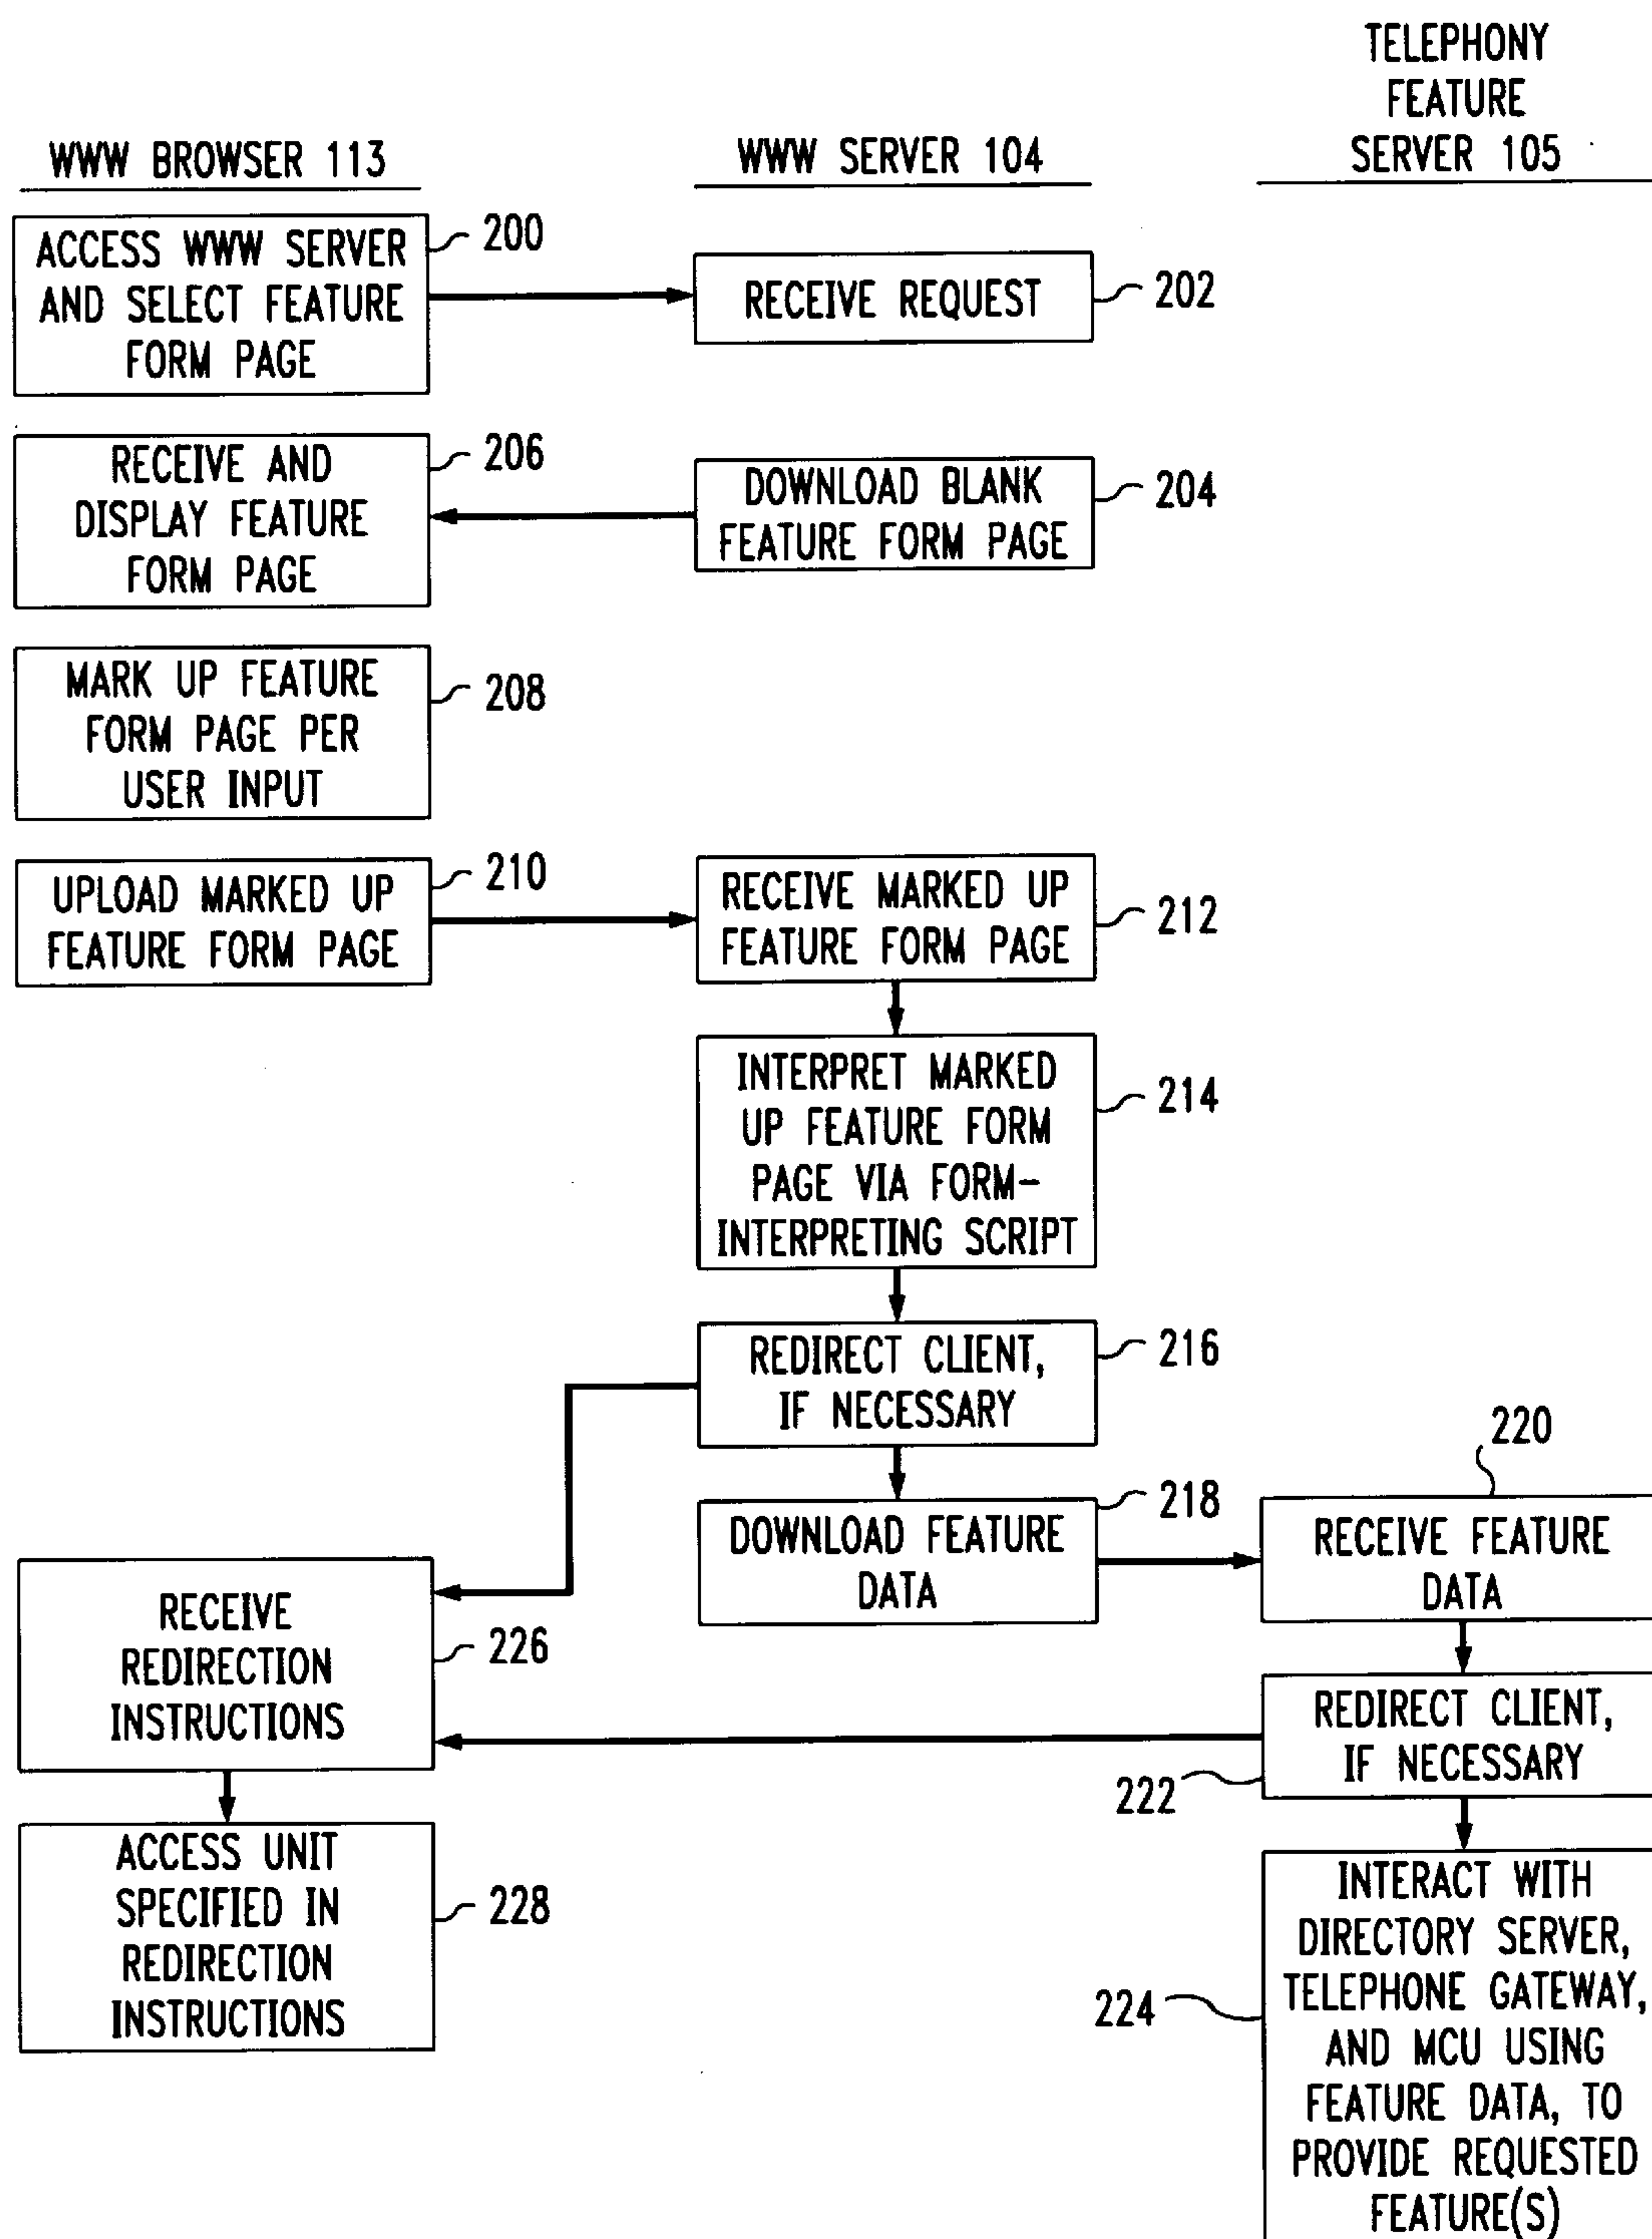 WWW BROWSER 113
WWW SERVER 104
TELEPHONY
FEATURE
SERVER 105
ACCESS WWW SERVER
AND SELECT FEATURE
FORM PAGE
200
RECEIVE REQUEST
202
RECEIVE AND
DISPLAY FEATURE
FORM PAGE
206
DOWNLOAD BLANK
FEATURE FORM PAGE
204
MARK UP FEATURE
FORM PAGE PER
USER INPUT
208
UPLOAD MARKED UP
FEATURE FORM PAGE
210
RECEIVE MARKED UP
FEATURE FORM PAGE
212
INTERPRET MARKED
UP FEATURE FORM
PAGE VIA FORM-
INTERPRETING SCRIPT
214
REDIRECT CLIENT,
IF NECESSARY
216
DOWNLOAD FEATURE
DATA
218
220
RECEIVE FEATURE
DATA
RECEIVE
REDIRECTION
INSTRUCTIONS
226
REDIRECT CLIENT,
IF NECESSARY
222
ACCESS UNIT
SPECIFIED IN
REDIRECTION
INSTRUCTIONS
228
INTERACT WITH
DIRECTORY SERVER,
TELEPHONE GATEWAY,
AND MCU USING
FEATURE DATA, TO
PROVIDE REQUESTED
FEATURE(S)
224